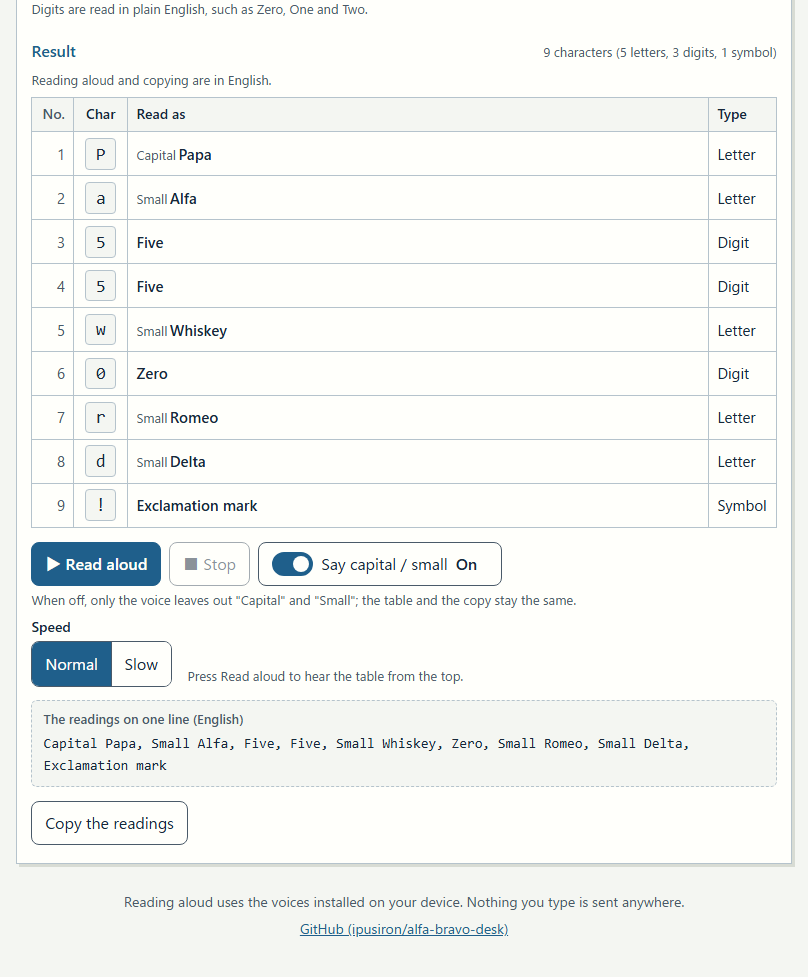 Digits are read in plain English, such as Zero, One and Two.
Result
9 characters (5 letters, 3 digits, 1 symbol)
Reading aloud and copying are in English.
No. Char Read as Type
1 P Capital Papa Letter
2 a Small Alfa Letter
3 5 Five Digit
4 5 Five Digit
5 w Small Whiskey Letter
6 0 Zero Digit
7 r Small Romeo Letter
8 d Small Delta Letter
9 ! Exclamation mark Symbol
▶ Read aloud ■ Stop Say capital / small On
When off, only the voice leaves out "Capital" and "Small"; the table and the copy stay the same.
Speed
Normal Slow Press Read aloud to hear the table from the top.
The readings on one line (English)
Capital Papa, Small Alfa, Five, Five, Small Whiskey, Zero, Small Romeo, Small Delta,
Exclamation mark
Copy the readings
Reading aloud uses the voices installed on your device. Nothing you type is sent anywhere.
GitHub (ipusiron/alfa-bravo-desk)